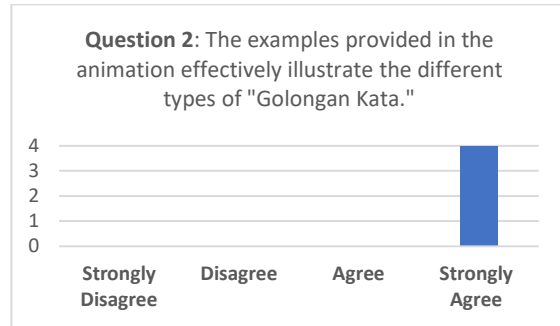 Question 2: The examples provided in the
animation effectively illustrate the different
types of "Golongan Kata."
4
3
2
1
0
Strongly Disagree
Disagree
Agree
Strongly Agree